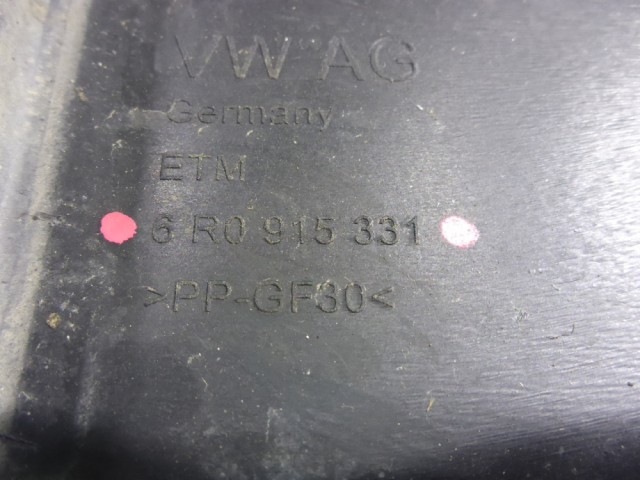 VW AG
Germany
ETM
6 R0 915 331
>PP-GF30<